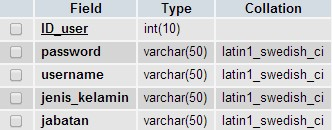 Field Type Collation
ID_user int(10)
password varchar(50) latin1_swedish_ci
username varchar(50) latin1_swedish_ci
jenis_kelamin varchar(50) latin1_swedish_ci
jabatan varchar(50) latin1_swedish_ci